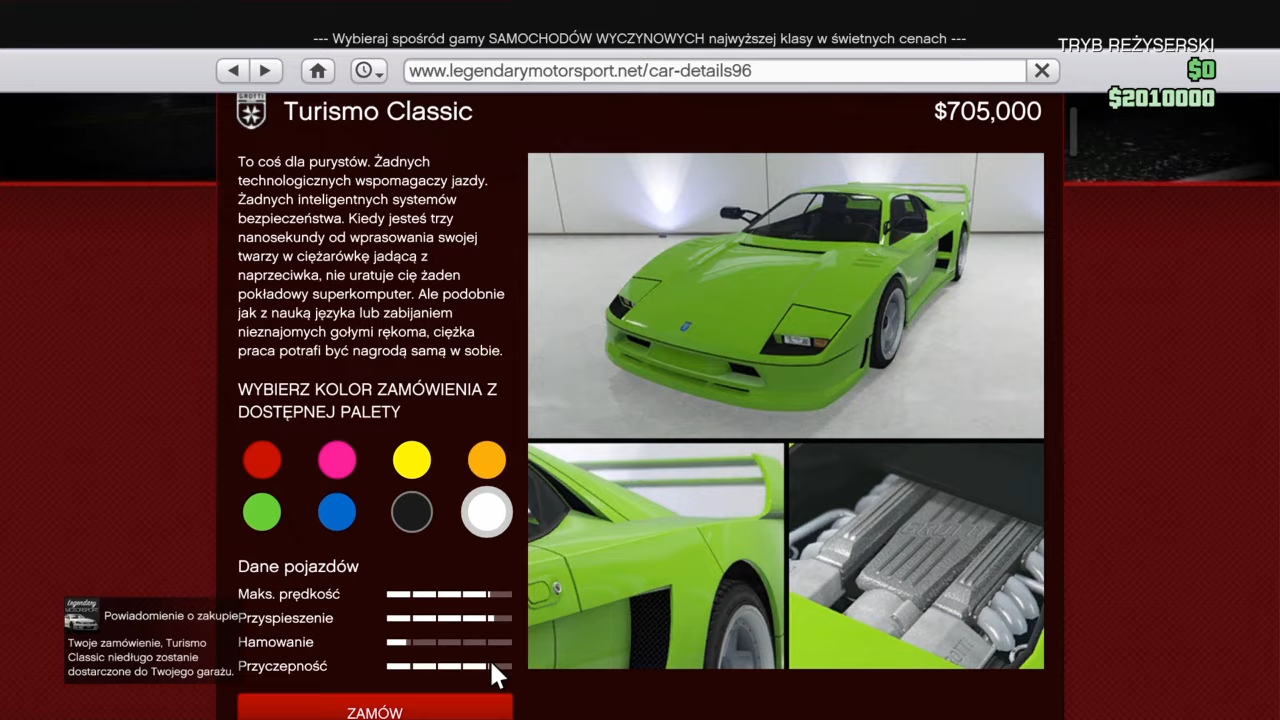 --- Wybieraj spośród gamy SAMOCHODÓW WYCZYNOWYCH najwyższej klasy w świetnych cenach ---
TRYB REŻYSERSKI
$0
$2010000
www.legendarymotorsport.net/car-details96
GROTTI
Turismo Classic
$705,000
To coś dla purystów. Żadnych
technologicznych wspomagaczy jazdy.
Żadnych inteligentnych systemów
bezpieczeństwa. Kiedy jesteś trzy
nanosekundy od wprasowania swojej
twarzy w ciężarówkę jadącą z
naprzeciwka, nie uratuje cię żaden
pokładowy superkomputer. Ale podobnie
jak z nauką języka lub zabijaniem
nieznajomych gołymi rękoma, ciężka
praca potrafi być nagrodą samą w sobie.
WYBIERZ KOLOR ZAMÓWIENIA Z
DOSTĘPNEJ PALETY
Dane pojazdów
Maks. prędkość
Przyspieszenie
Hamowanie
Przyczepność
ZAMÓW
Legendary
MOTORSPORT
Powiadomienie o zakupie
Twoje zamówienie, Turismo
Classic niedługo zostanie
dostarczone do Twojego garażu.
GROTTI